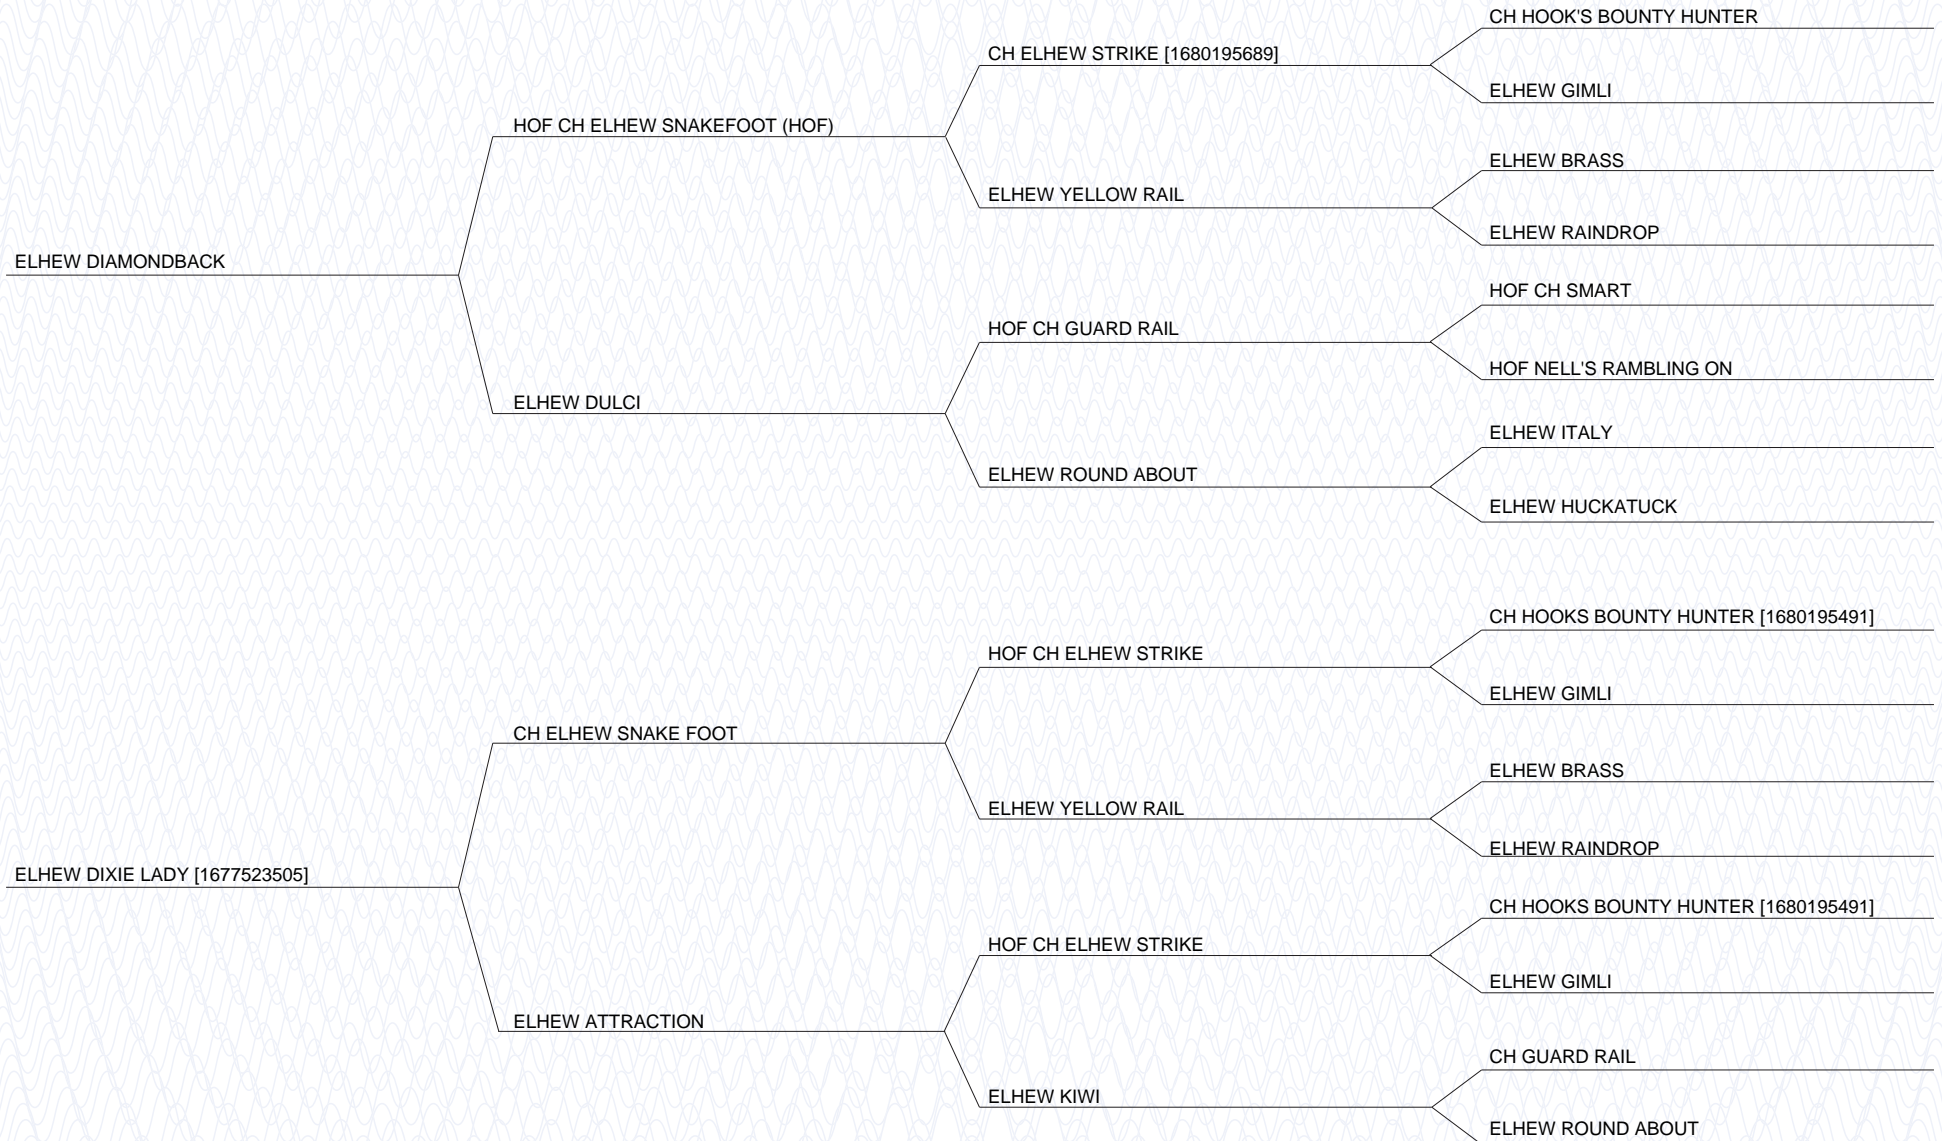 CH HOOK'S BOUNTY HUNTER
CH ELHEW STRIKE [1680195689]
ELHEW GIMLI
HOF CH ELHEW SNAKEFOOT (HOF)
ELHEW BRASS
ELHEW YELLOW RAIL
ELHEW RAINDROP
ELHEW DIAMONDBACK
HOF CH SMART
HOF CH GUARD RAIL
HOF NELL'S RAMBLING ON
ELHEW DULCI
ELHEW ITALY
ELHEW ROUND ABOUT
ELHEW HUCKATUCK
CH HOOKS BOUNTY HUNTER [1680195491]
HOF CH ELHEW STRIKE
ELHEW GIMLI
CH ELHEW SNAKE FOOT
ELHEW BRASS
ELHEW YELLOW RAIL
ELHEW RAINDROP
ELHEW DIXIE LADY [1677523505]
CH HOOKS BOUNTY HUNTER [1680195491]
HOF CH ELHEW STRIKE
ELHEW GIMLI
ELHEW ATTRACTION
CH GUARD RAIL
ELHEW KIWI
ELHEW ROUND ABOUT